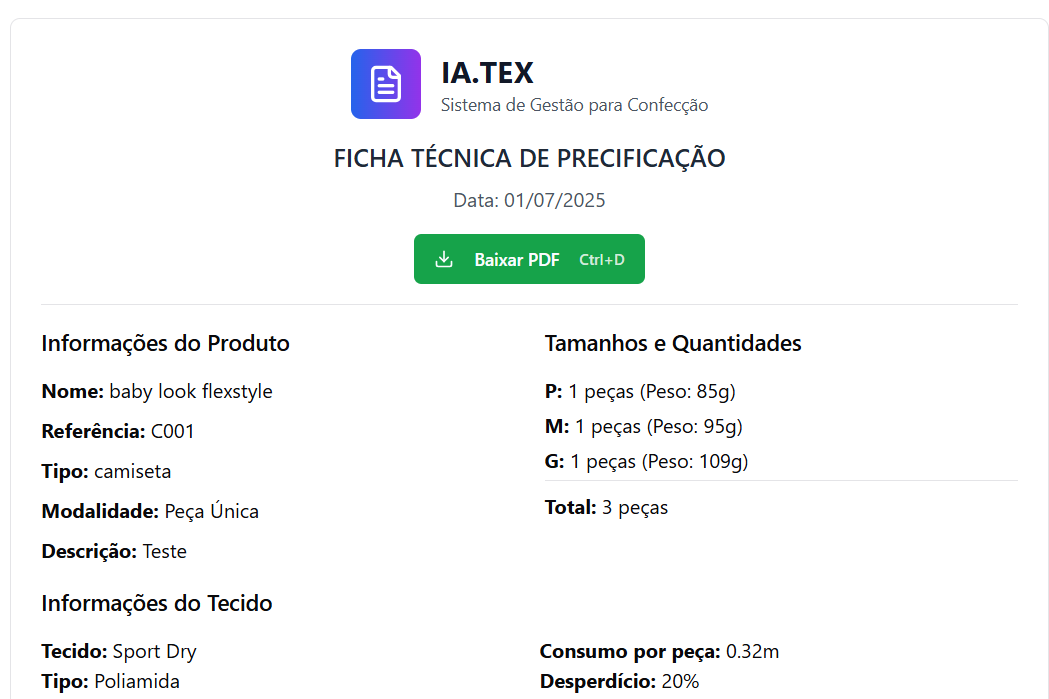 IA.TEX
Sistema de Gestão para Confecção
FICHA TÉCNICA DE PRECIFICAÇÃO
Data: 01/07/2025
Baixar PDF Ctrl+D
Informações do Produto
Nome: baby look flexstyle
Referência: C001
Tipo: camiseta
Modalidade: Peça Única
Descrição: Teste
Tamanhos e Quantidades
P: 1 peças (Peso: 85g)
M: 1 peças (Peso: 95g)
G: 1 peças (Peso: 109g)
Total: 3 peças
Informações do Tecido
Tecido: Sport Dry
Tipo: Poliamida
Consumo por peça: 0.32m
Desperdício: 20%